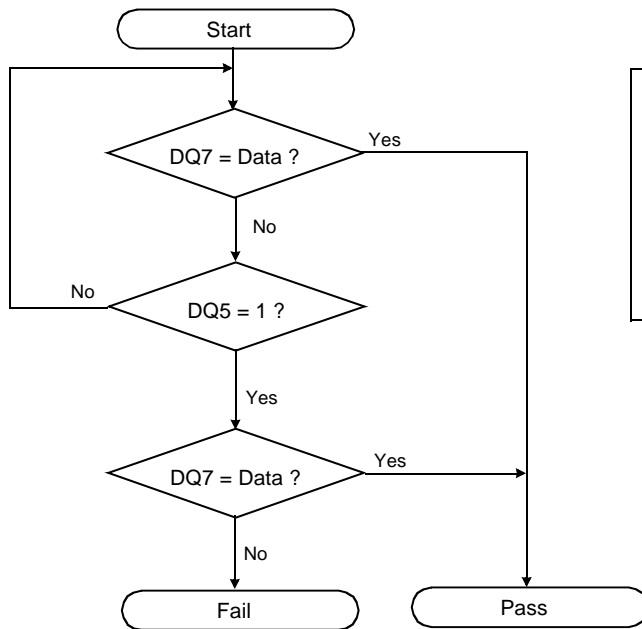 Start
DQ7 = Data ?
Yes
No
DQ5 = 1 ?
No
Yes
DQ7 = Data ?
Yes
No
Fail
Pass